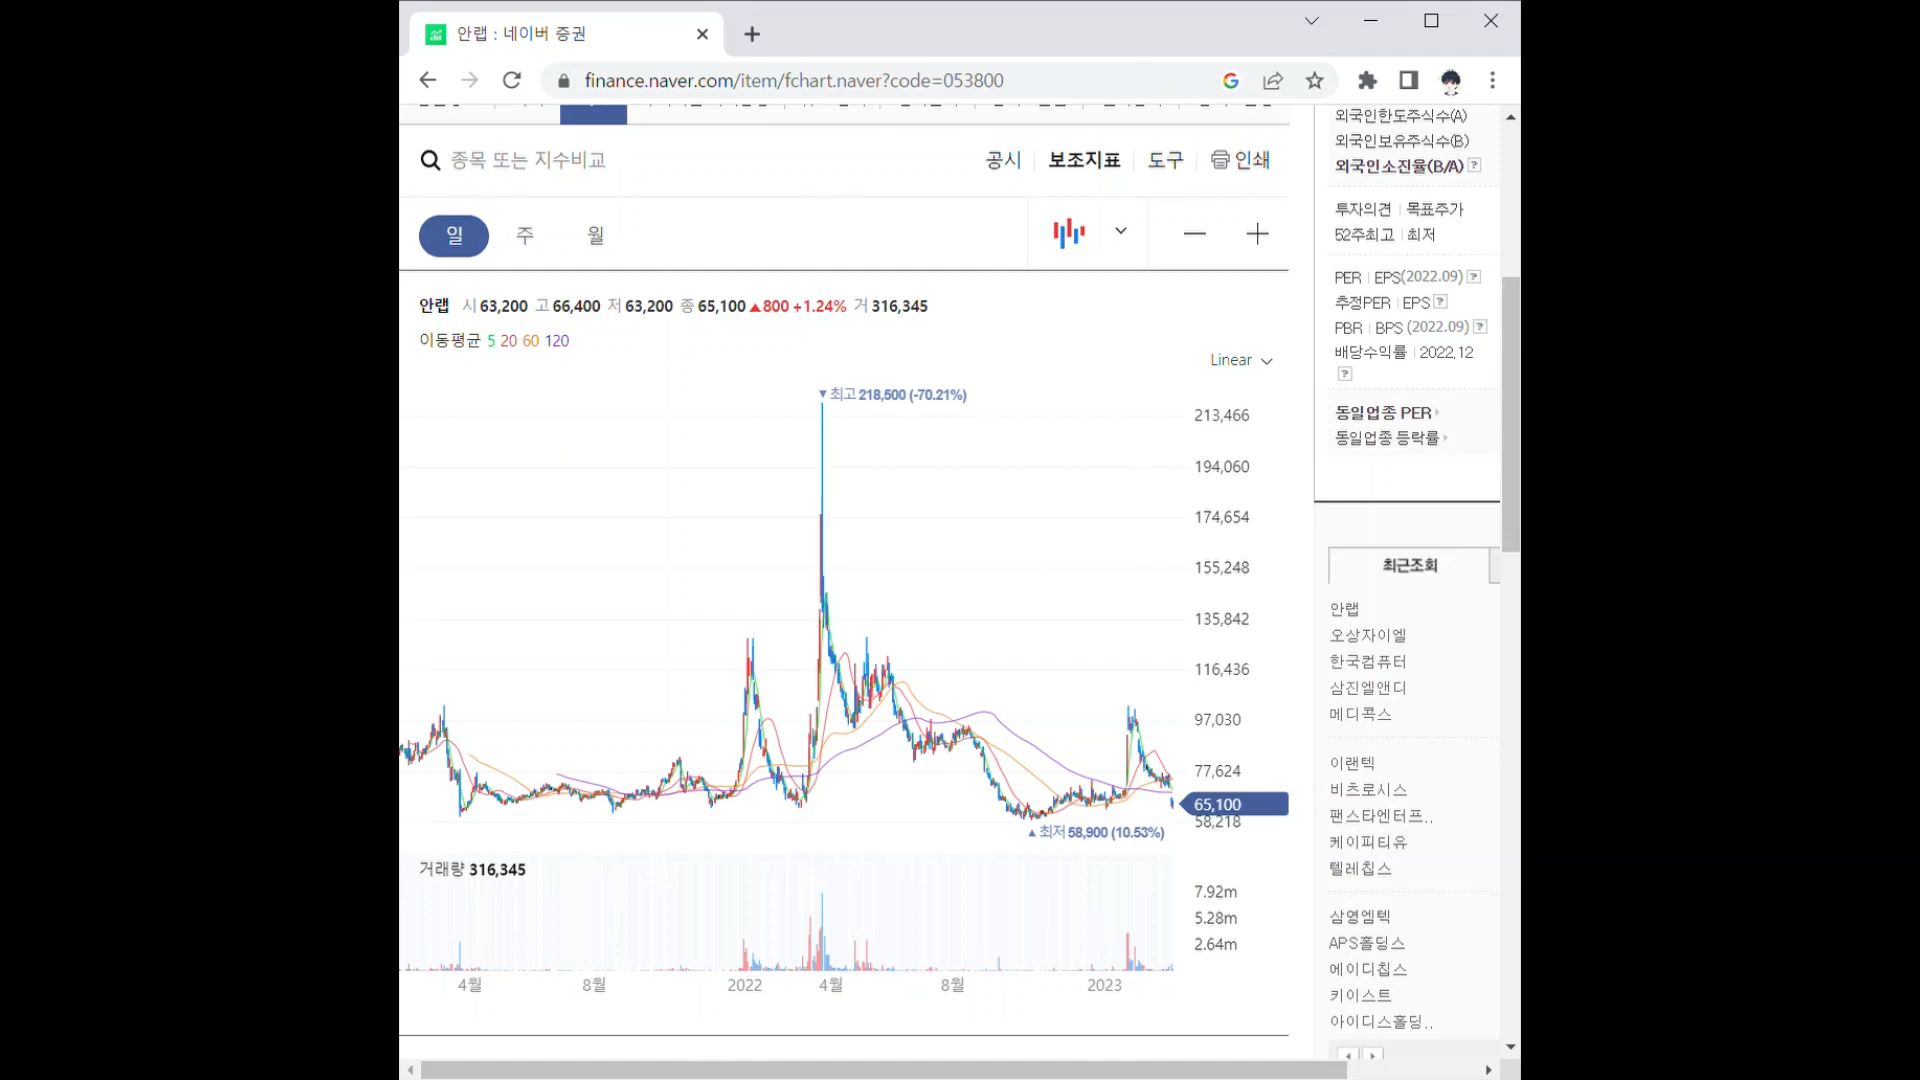 안랩 : 네이버 증권
finance.naver.com/item/fchart.naver?code=053800
종목 또는 지수비교
공시 보조지표 도구 인쇄
일 주 월
안랩 시 63,200 고 66,400 저 63,200 종 65,100 ▲800 +1.24% 거 316,345
이동평균 5 20 60 120
Linear
▼최고 218,500 (-70.21%)
213,466
194,060
174,654
155,248
135,842
116,436
97,030
77,624
65,100
58,218
▲최저 58,900 (10.53%)
거래량 316,345
7.92m
5.28m
2.64m
4월 8월 2022 4월 8월 2023
외국인한도주식수(A)
외국인보유주식수(B)
외국인소진율(B/A) ?
투자의견 | 목표주가
52주최고 | 최저
PER | EPS(2022.09) ?
추정PER | EPS ?
PBR | BPS (2022.09) ?
배당수익률 | 2022.12
?
동일업종 PER
동일업종 등락률
최근조회
안랩
오상자이엘
한국컴퓨터
삼진엘앤디
메디콕스
이랜텍
비츠로시스
팬스타엔터프..
케이피티유
텔레칩스
삼영엠텍
APS홀딩스
에이디칩스
키이스트
아이디스홀딩..